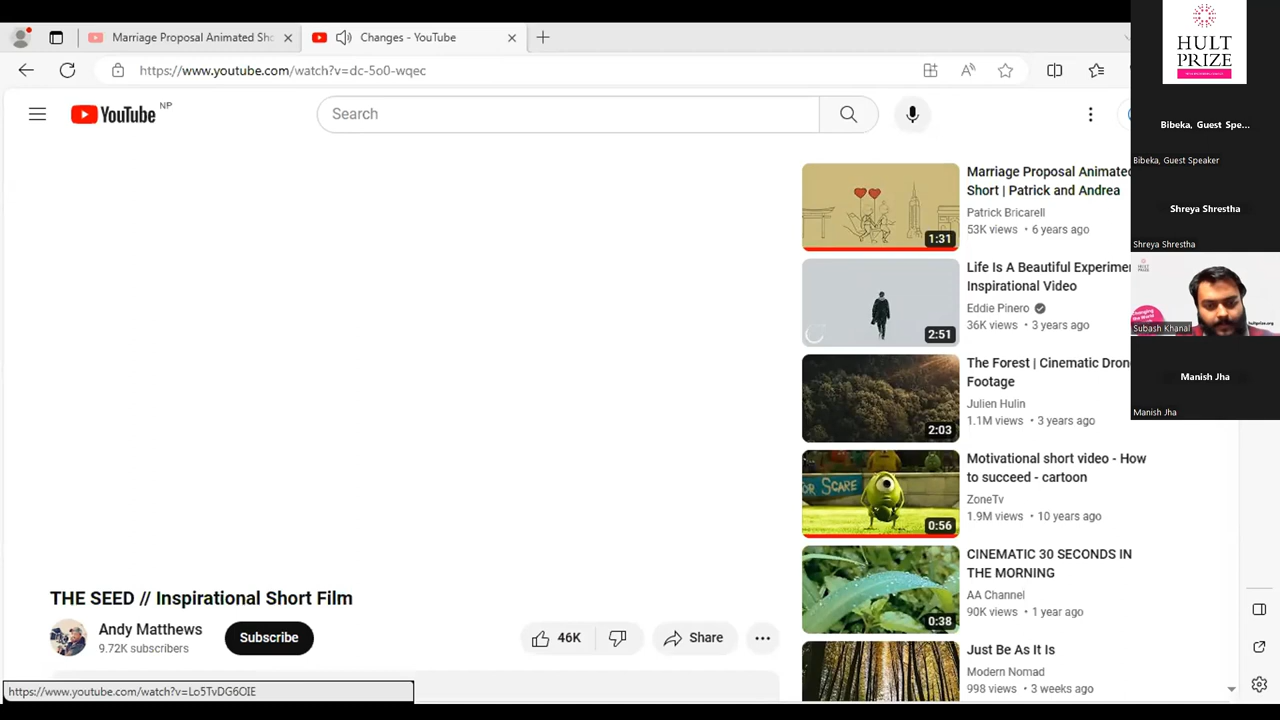 Marriage Proposal Animated Sho
Changes - YouTube
https://www.youtube.com/watch?v=dc-5o0-wqec
YouTube
NP
Search
THE SEED // Inspirational Short Film
Andy Matthews
9.72K subscribers
Subscribe
46K
Share
https://www.youtube.com/watch?v=Lo5TvDG6OIE
1:31
Marriage Proposal Animated
Short | Patrick and Andrea
Patrick Bricarell
53K views • 6 years ago
2:51
Life Is A Beautiful Experimen
Inspirational Video
Eddie Pinero
36K views • 3 years ago
2:03
The Forest | Cinematic Dron
Footage
Julien Hulin
1.1M views • 3 years ago
FOR SCARE
0:56
Motivational short video - How
to succeed - cartoon
ZoneTv
1.9M views • 10 years ago
0:38
CINEMATIC 30 SECONDS IN
THE MORNING
AA Channel
90K views • 1 year ago
Just Be As It Is
Modern Nomad
998 views • 3 weeks ago
HULT
PRIZE
Bibeka, Guest Spe...
Bibeka, Guest Speaker
Shreya Shrestha
Shreya Shrestha
Subash Khanal
hultprize.org
Manish Jha
Manish Jha